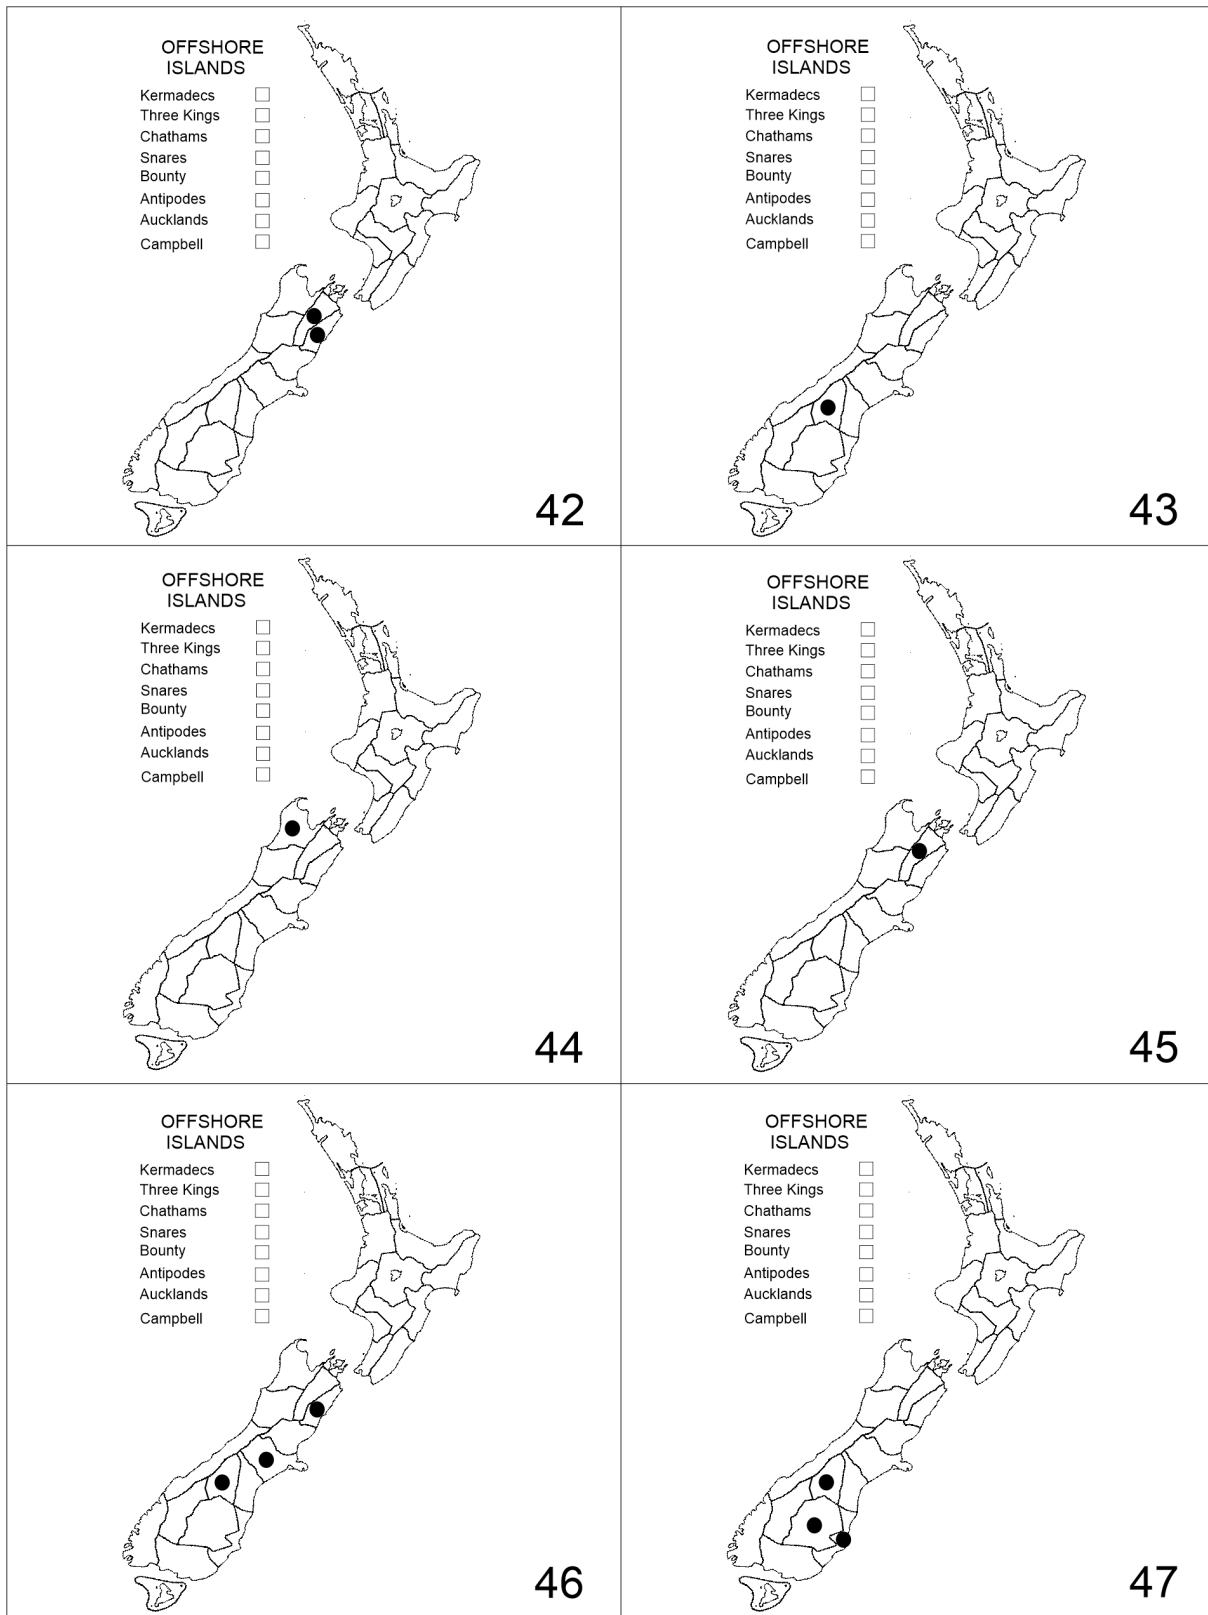 OFFSHORE
ISLANDS
Kermadecs
Three Kings
Chathams
Snares
Bounty
Antipodes
Aucklands
Campbell
42
OFFSHORE
ISLANDS
Kermadecs
Three Kings
Chathams
Snares
Bounty
Antipodes
Aucklands
Campbell
43
OFFSHORE
ISLANDS
Kermadecs
Three Kings
Chathams
Snares
Bounty
Antipodes
Aucklands
Campbell
44
OFFSHORE
ISLANDS
Kermadecs
Three Kings
Chathams
Snares
Bounty
Antipodes
Aucklands
Campbell
45
OFFSHORE
ISLANDS
Kermadecs
Three Kings
Chathams
Snares
Bounty
Antipodes
Aucklands
Campbell
46
OFFSHORE
ISLANDS
Kermadecs
Three Kings
Chathams
Snares
Bounty
Antipodes
Aucklands
Campbell
47